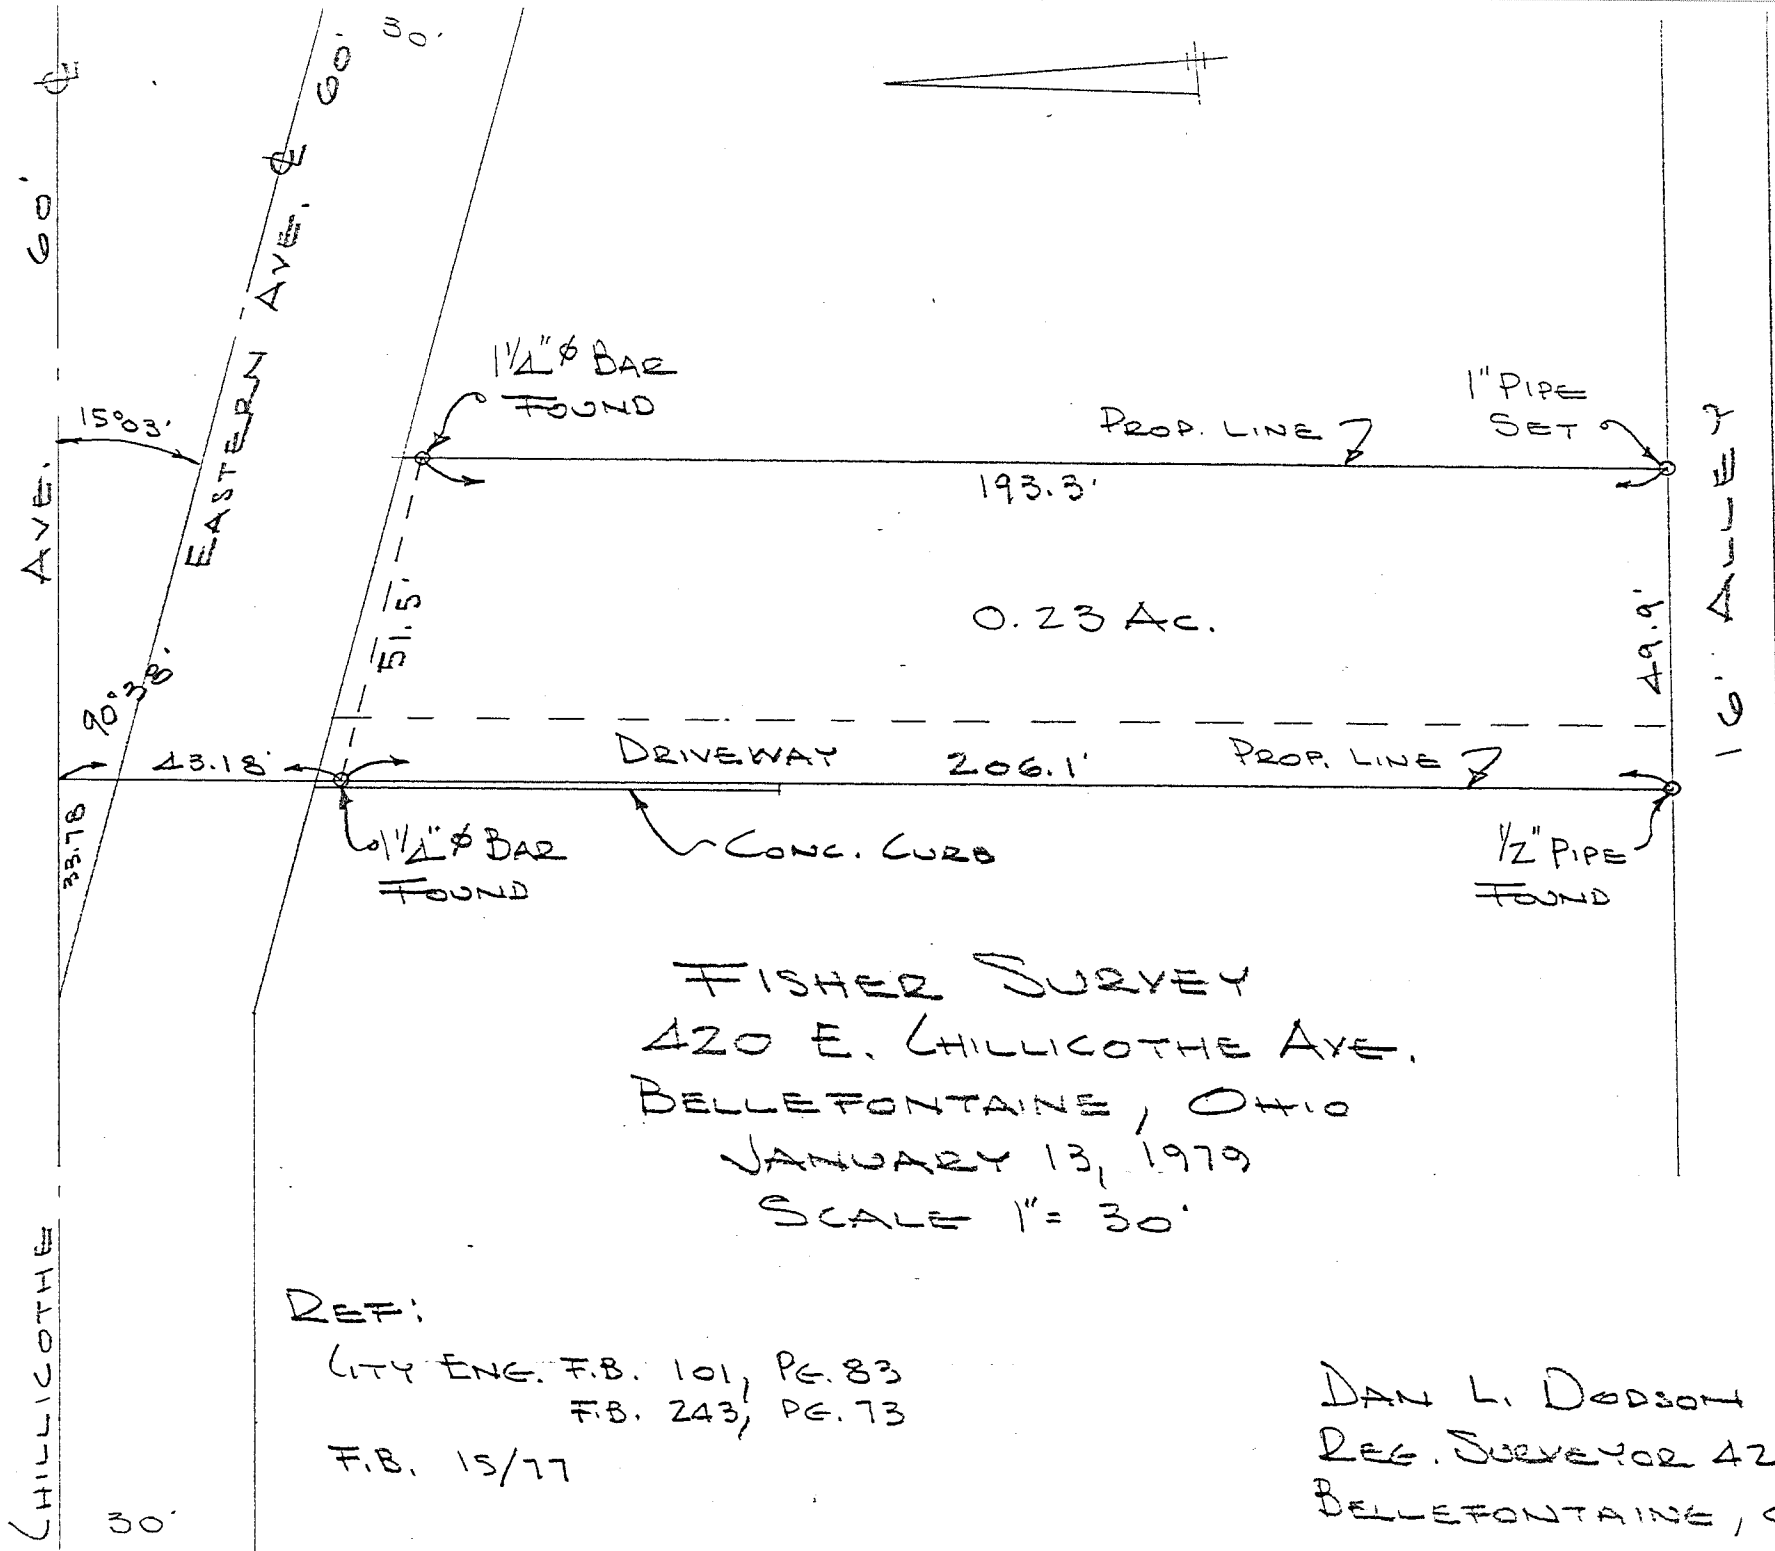 30'
60'
℄
℄
CHILLICOTHE AVE. 60'
EASTERN AVE.
15°03'
1 1/4" ø BAR
FOUND
PROP. LINE
1" PIPE
SET
193.3'
16' ALLEY
51.5'
0.23 AC.
49.9'
90°38'
43.18'
DRIVEWAY
206.1'
PROP. LINE
33.78
1 1/4" ø BAR
FOUND
CONC. CURB
1/2" PIPE
FOUND
FISHER SURVEY
420 E. CHILLICOTHE AVE.
BELLEFONTAINE, OHIO
JANUARY 13, 1979
SCALE 1" = 30'
REF:
CITY ENG. F.B. 101, PG. 83
F.B. 243, PG. 73
F.B. 15/77
DAN L. DODSON
REG. SURVEYOR 42
BELLEFONTAINE,
30'